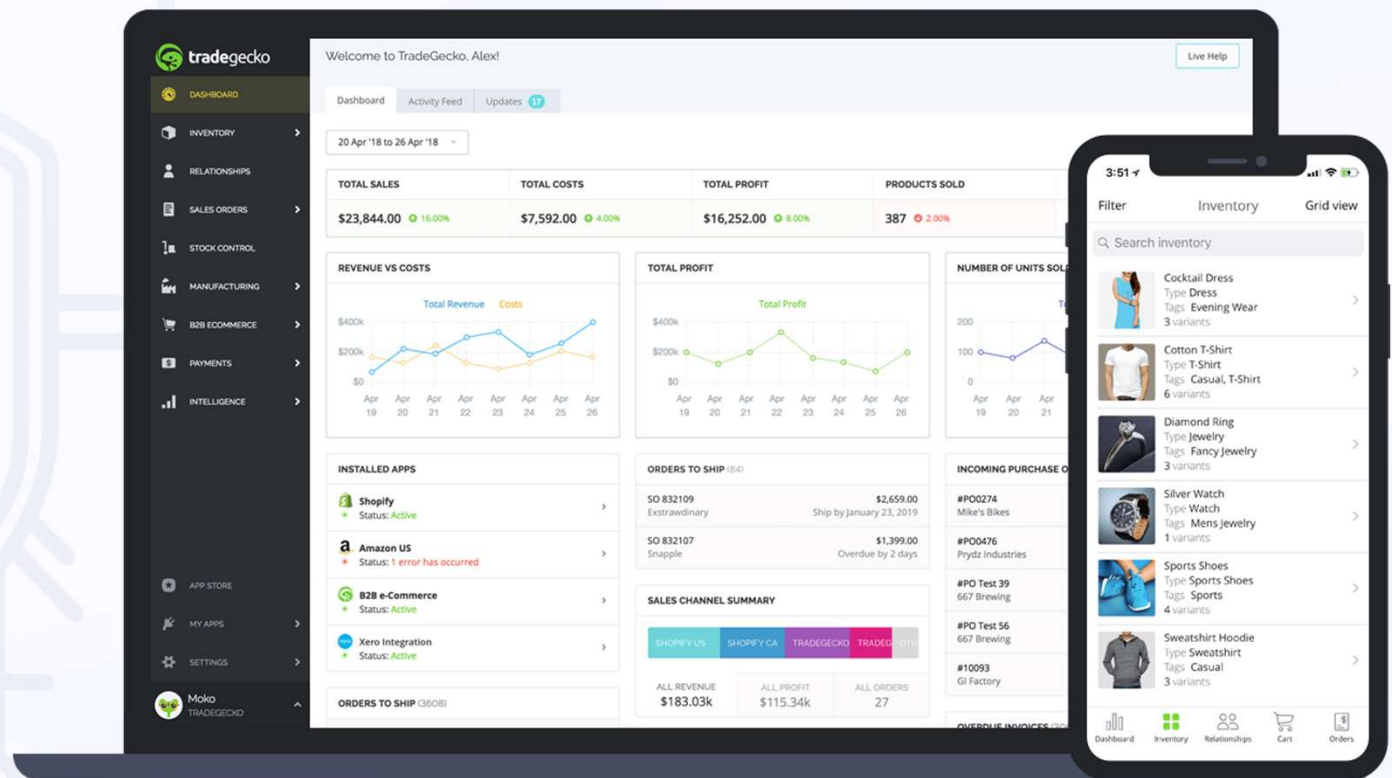 tradegecko
DASHBOARD
INVENTORY
RELATIONSHIPS
SALES ORDERS
STOCK CONTROL
MANUFACTURING
B2B ECOMMERCE
PAYMENTS
INTELLIGENCE
APP STORE
MY APPS
SETTINGS
Moko
TRADEGECKO
Welcome to TradeGecko, Alex!
Live Help
Dashboard Activity Feed Updates 17
20 Apr '18 to 26 Apr '18
TOTAL SALES TOTAL COSTS TOTAL PROFIT PRODUCTS SOLD
$23,844.00 16.00% $7,592.00 4.00% $16,252.00 8.00% 387 2.00%
REVENUE VS COSTS
Total Revenue Costs
$400k
$200k
$0
Apr Apr Apr Apr Apr Apr Apr Apr
19 20 21 22 23 24 25 26
TOTAL PROFIT
Total Profit
$400k
$200k
$0
Apr Apr Apr Apr Apr Apr Apr Apr
19 20 21 22 23 24 25 26
NUMBER OF UNITS SOL
200
100
0
Apr Apr Apr
19 20 21
INSTALLED APPS
Shopify
Status: Active
Amazon US
Status: 1 error has occurred
B2B e-Commerce
Status: Active
xero
Xero Integration
Status: Active
ORDERS TO SHIP (3608)
ORDERS TO SHIP (84)
SO 832109 $2,659.00
Exstrawdinary Ship by January 23, 2019
SO 832107 $1,399.00
Snapple Overdue by 2 days
SALES CHANNEL SUMMARY
SHOPIFY US SHOPIFY CA TRADEGECKO TRADEG OTH
ALL REVENUE ALL PROFIT ALL ORDERS
$183.03k $115.34k 27
INCOMING PURCHASE O
#PO0274
Mike's Bikes
#PO0476
Prydz Industries
#PO Test 39
667 Brewing
#PO Test 56
667 Brewing
#10093
GI Factory
OVERDUE INVOICES
3:51
Filter Inventory Grid view
Search inventory
Cocktail Dress
Type Dress
Tags Evening Wear
3 variants
Cotton T-Shirt
Type T-Shirt
Tags Casual, T-Shirt
6 variants
Diamond Ring
Type Jewelry
Tags Fancy Jewelry
3 variants
Silver Watch
Type Watch
Tags Mens Jewelry
1 variants
Sports Shoes
Type Sports Shoes
Tags Sports
4 variants
Sweatshirt Hoodie
Type Sweatshirt
Tags Casual
3 variants
Dashboard Inventory Relationships Cart Orders